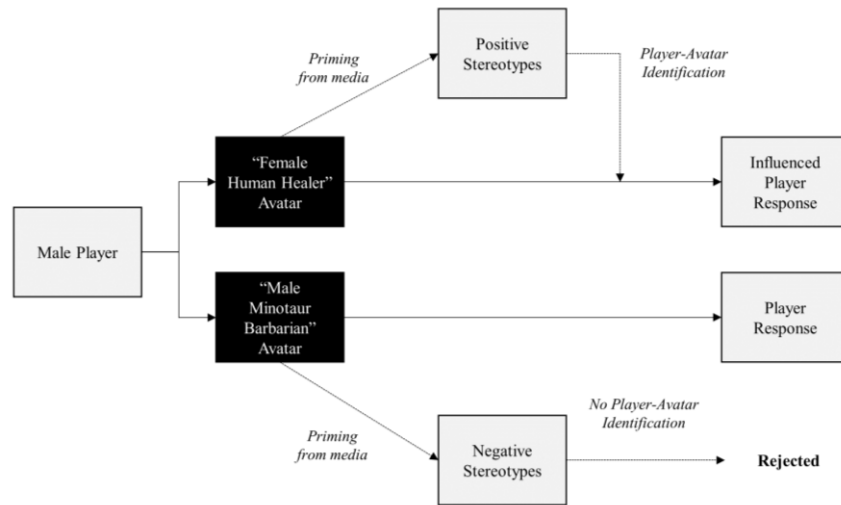 Priming
from media
Positive
Stereotypes
Player-Avatar
Identification
“Female
Human Healer”
Avatar
Influenced
Player
Response
Male Player
“Male
Minotaur
Barbarian”
Avatar
Player
Response
Priming
from media
Negative
Stereotypes
No Player-Avatar
Identification
Rejected